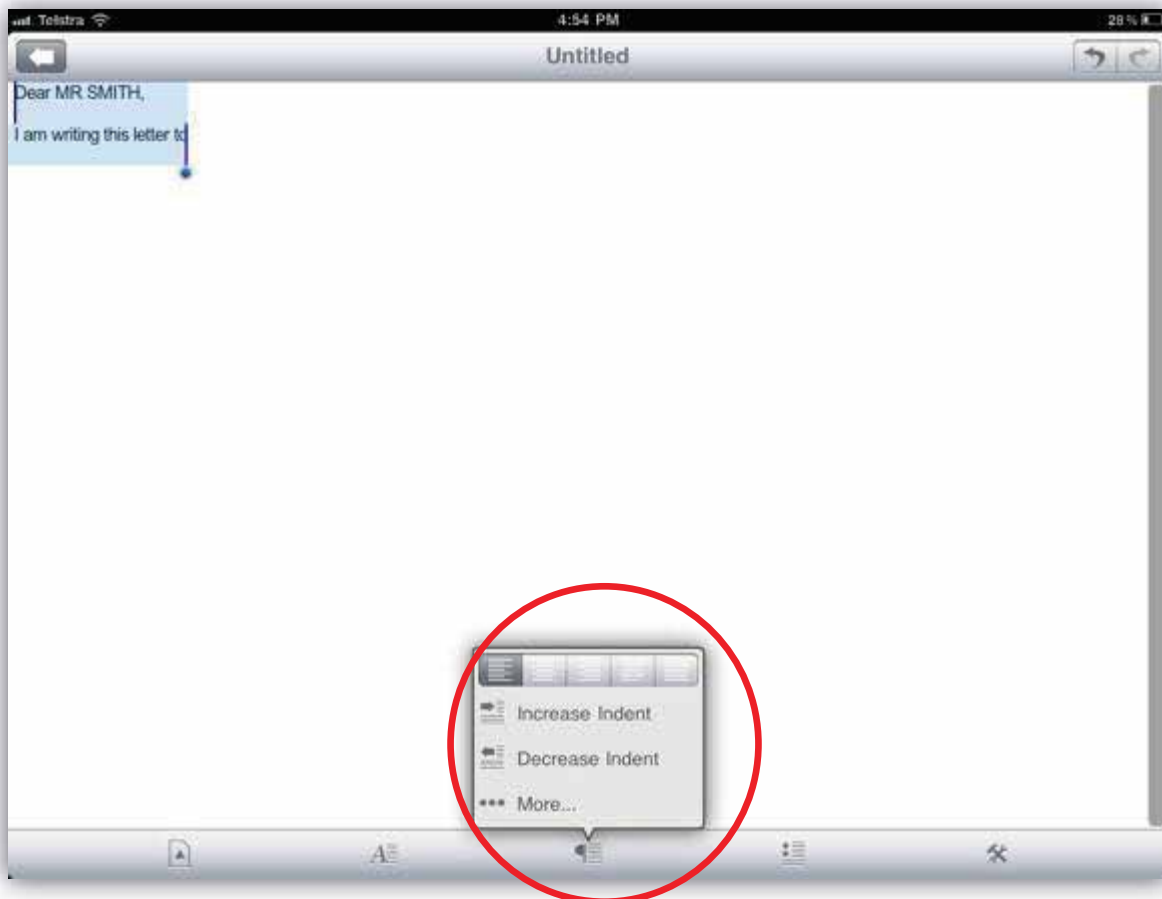 Telstra 4:54 PM 28%
Untitled
Dear MR SMITH,
I am writing this letter to
Increase Indent
Decrease Indent
••• More...